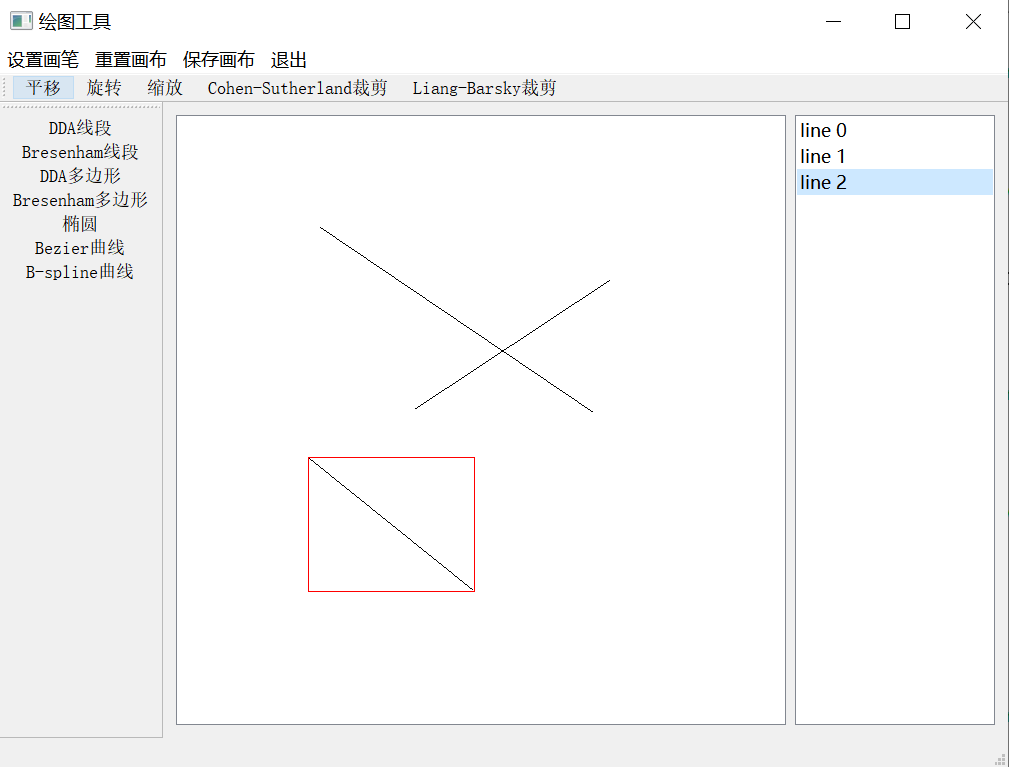 绘图工具
设置画笔 重置画布 保存画布 退出
平移 旋转 缩放 Cohen-Sutherland裁剪 Liang-Barsky裁剪
DDA线段
Bresenham线段
DDA多边形
Bresenham多边形
椭圆
Bezier曲线
B-spline曲线
line 0
line 1
line 2